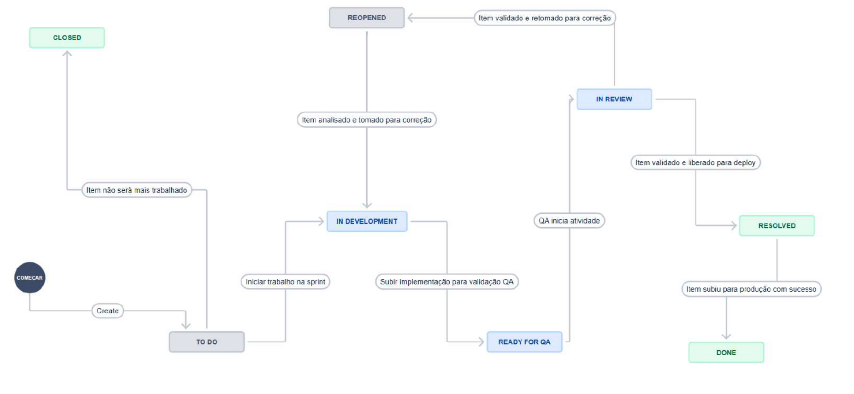 REOPENED
Item validado e retornado para correção
CLOSED
IN REVIEW
Item analisado e tomado para correção
Item validado e liberado para deploy
Item não será mais trabalhado
IN DEVELOPMENT
QA inicia atividade
RESOLVED
COMEÇAR
Iniciar trabalho na sprint
Subir implementação para validação QA
Item subiu para produção com sucesso
Create
TO DO
READY FOR QA
DONE